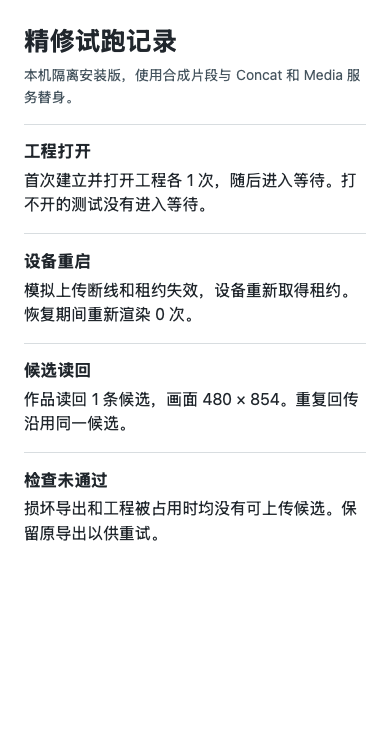 精修试跑记录
本机隔离安装版，使用合成片段与 Concat 和 Media 服
务替身。
工程打开
首次建立并打开工程各 1 次，随后进入等待。打
不开的测试没有进入等待。
设备重启
模拟上传断线和租约失效，设备重新取得租约。
恢复期间重新渲染 0 次。
候选读回
作品读回 1 条候选，画面 480 × 854。重复回传
沿用同一候选。
检查未通过
损坏导出和工程被占用时均没有可上传候选。保
留原导出以供重试。